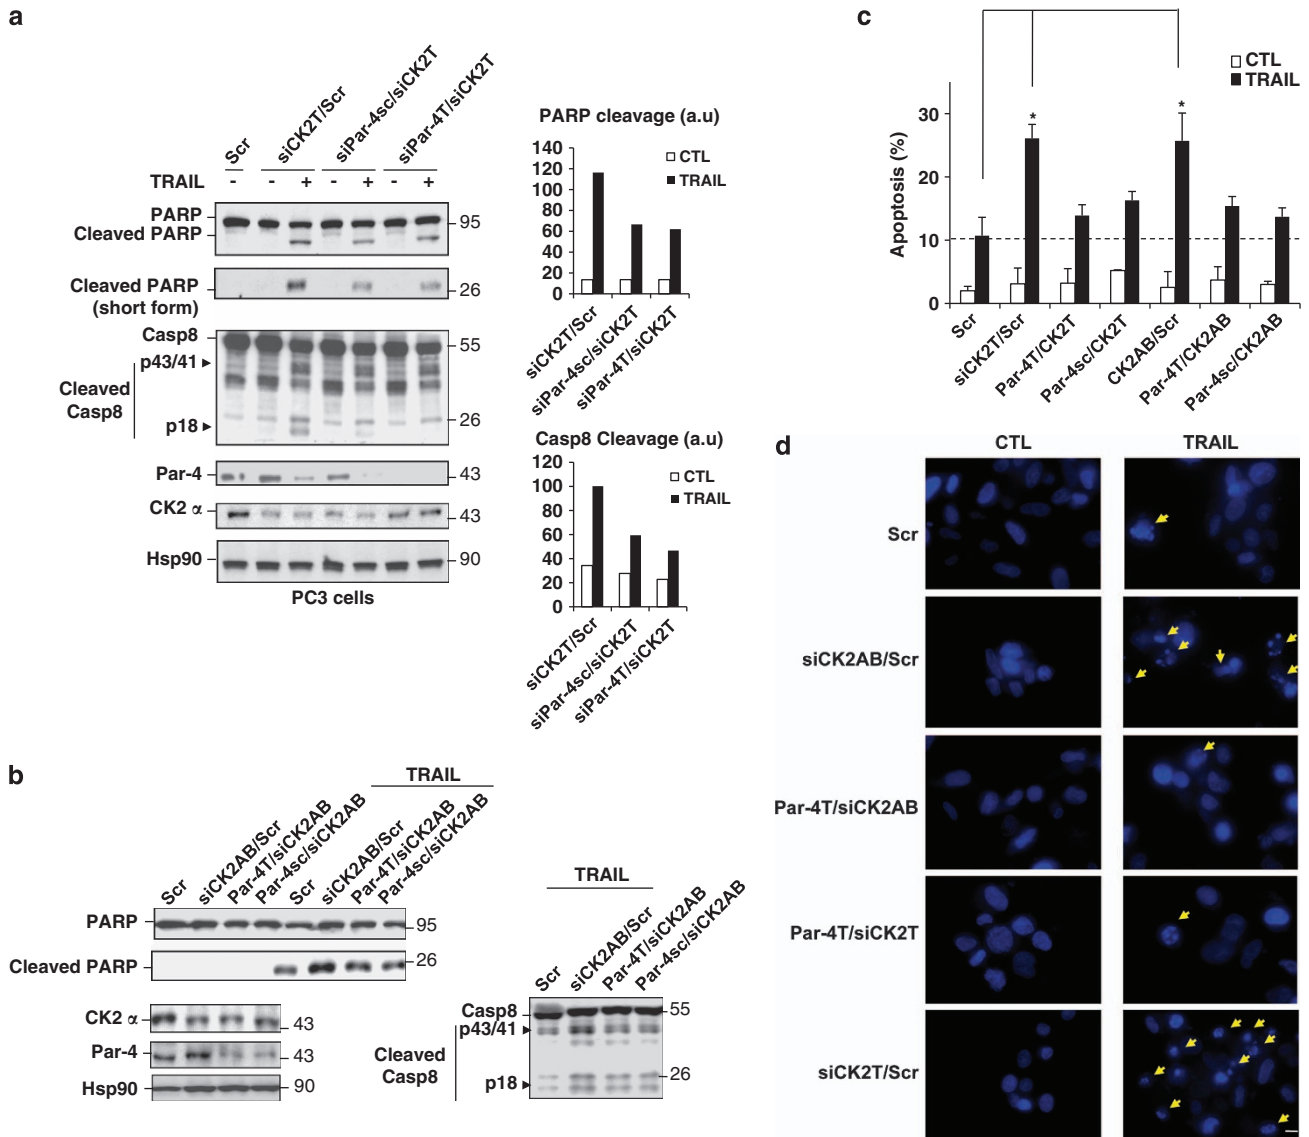 a
Scr
siCK2T/Scr
siPar-4sc/siCK2T
siPar-4T/siCK2T
TRAIL - - + - + - +
PARP
Cleaved PARP
95
Cleaved PARP
(short form)
26
Casp8
55
p43/41
Cleaved
Casp8
p18
26
Par-4
43
CK2 α
43
Hsp90
90
PC3 cells
PARP cleavage (a.u)
140
120
100
80
60
40
20
0
CTL
TRAIL
siCK2T/Scr
siPar-4sc/siCK2T
siPar-4T/siCK2T
Casp8 Cleavage (a.u)
120
100
80
60
40
20
0
CTL
TRAIL
siCK2T/Scr
siPar-4sc/siCK2T
siPar-4T/siCK2T
b
TRAIL
Scr
siCK2AB/Scr
Par-4T/siCK2AB
Par-4sc/siCK2AB
Scr
siCK2AB/Scr
Par-4T/siCK2AB
Par-4sc/siCK2AB
PARP
95
Cleaved PARP
26
CK2 α
43
Par-4
43
Hsp90
90
TRAIL
Scr
siCK2AB/Scr
Par-4T/siCK2AB
Par-4sc/siCK2AB
Casp8
55
p43/41
Cleaved
Casp8
p18
26
c
CTL
TRAIL
Apoptosis (%)
30
20
10
0
* *
Scr
siCK2T/Scr
Par-4T/CK2T
Par-4sc/CK2T
CK2AB/Scr
Par-4T/CK2AB
Par-4sc/CK2AB
d
CTL TRAIL
Scr
siCK2AB/Scr
Par-4T/siCK2AB
Par-4T/siCK2T
siCK2T/Scr